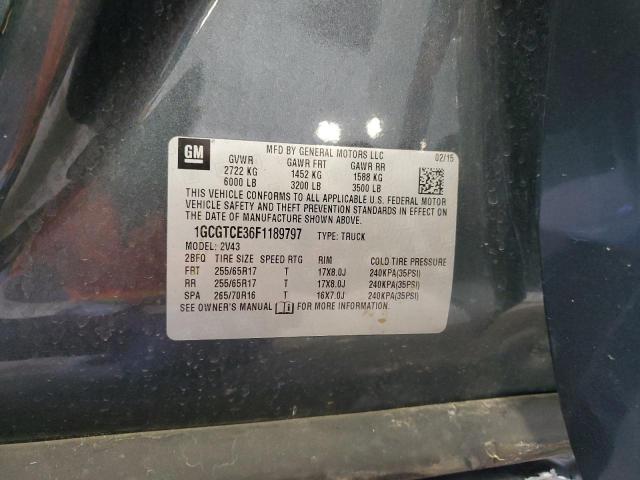 GM
MFD BY GENERAL MOTORS LLC 02/15
GVWR GAWR FRT GAWR RR
2722 KG 1452 KG 1588 KG
6000 LB 3200 LB 3500 LB
THIS VEHICLE CONFORMS TO ALL APPLICABLE U.S. FEDERAL MOTOR
VEHICLE SAFETY AND THEFT PREVENTION STANDARDS IN EFFECT ON
THE DATE OF MANUFACTURE SHOWN ABOVE.
1GCGTCE36F1189797 TYPE: TRUCK
MODEL: 2V43
2BFQ TIRE SIZE SPEED RTG RIM COLD TIRE PRESSURE
FRT 255/65R17 T 17X8.0J 240KPA(35PSI)
RR 255/65R17 T 17X8.0J 240KPA(35PSI)
SPA 265/70R16 T 16X7.0J 240KPA(35PSI)
SEE OWNER'S MANUAL FOR MORE INFORMATION.